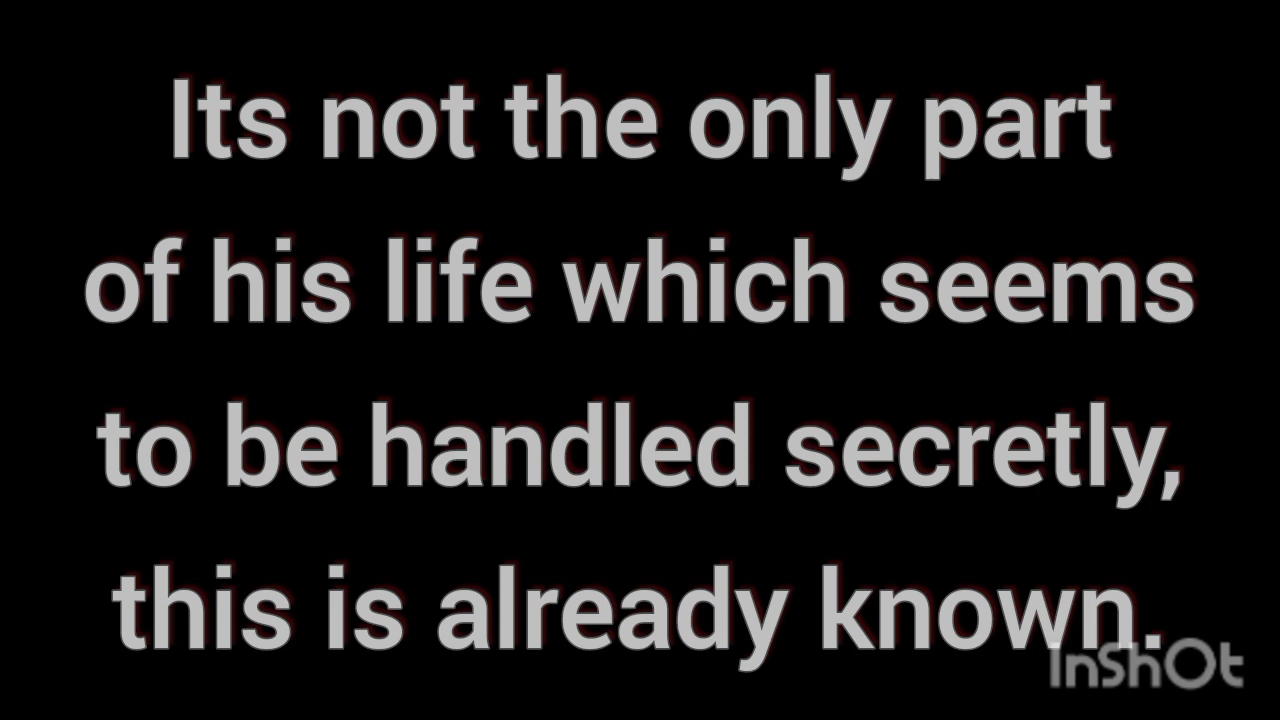 Its not the only part
of his life which seems
to be handled secretly,
this is already known.
InShOt